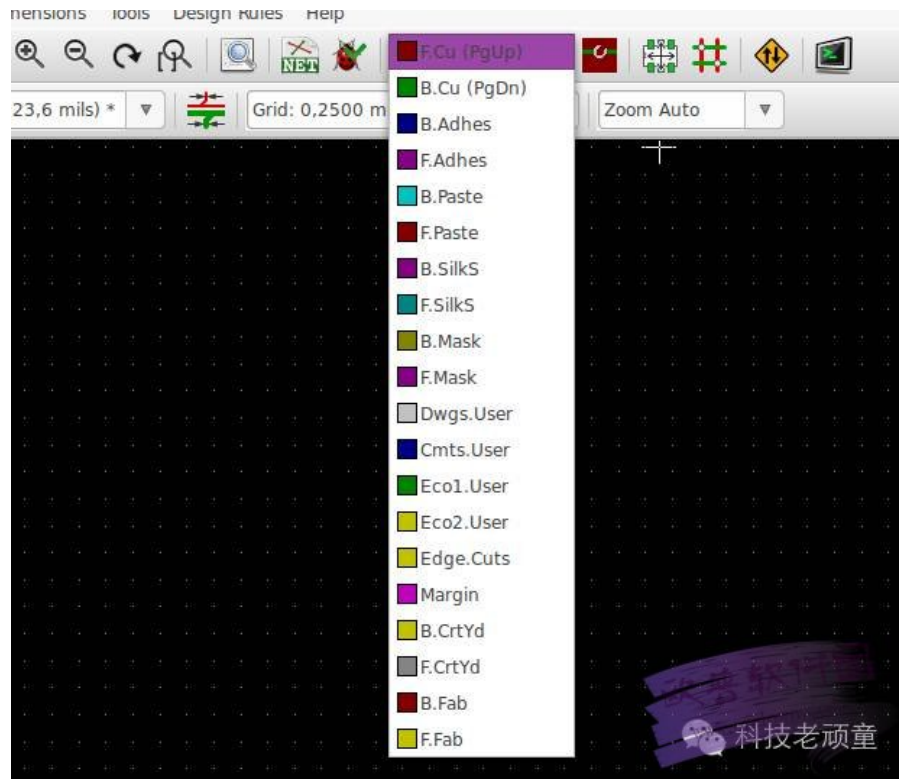 Tools Design Rules Help
NET
F.Cu (PgUp)
B.Cu (PgDn)
23,6 mils) *
Grid: 0,2500 m
Zoom Auto
B.Adhes
F.Adhes
B.Paste
F.Paste
B.SilkS
F.SilkS
B.Mask
F.Mask
Dwgs.User
Cmts.User
Eco1.User
Eco2.User
Edge.Cuts
Margin
B.CrtYd
F.CrtYd
B.Fab
F.Fab
科技老顽童